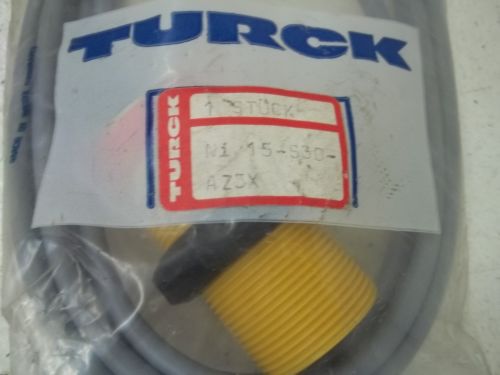 TURCK
TURCK
1 STÜCK
Ni 15-S30-
AZ3X